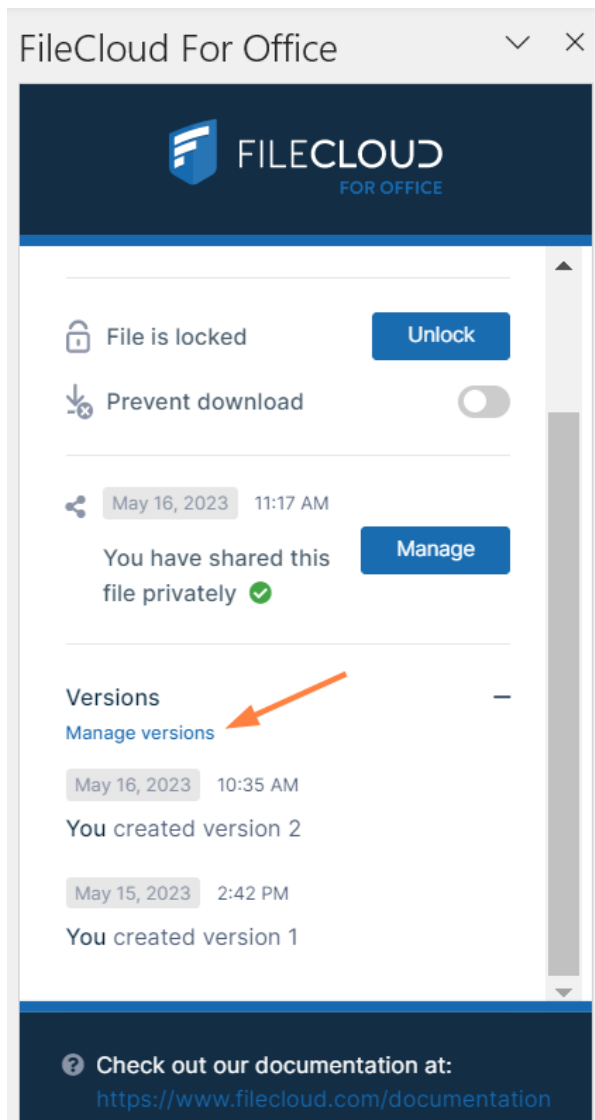 FileCloud For Office
FILECLOUD
FOR OFFICE
File is locked
Unlock
Prevent download
May 16, 2023 11:17 AM
You have shared this
file privately
Manage
Versions
Manage versions
May 16, 2023 10:35 AM
You created version 2
May 15, 2023 2:42 PM
You created version 1
Check out our documentation at:
https://www.filecloud.com/documentation